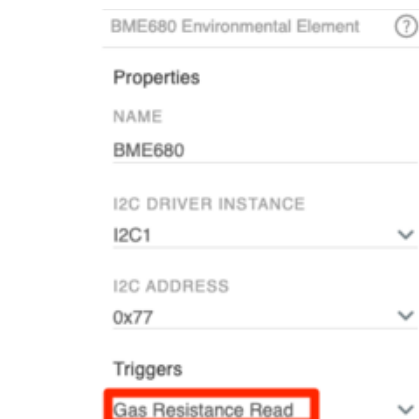 BME680 Environmental Element ?
Properties
NAME
BME680
I2C DRIVER INSTANCE
I2C1
I2C ADDRESS
0x77
Triggers
Gas Resistance Read